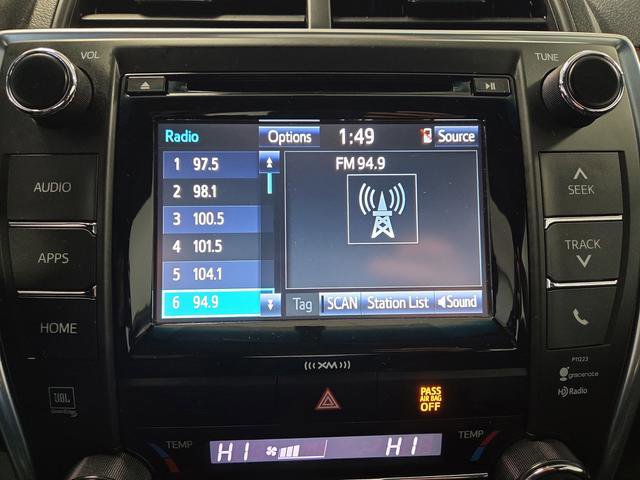 VOL
TUNE
Radio Options 1:49 Source
1 97.5
FM 94.9
2 98.1
3 100.5
4 101.5
5 104.1
6 94.9
Tag SCAN Station List Sound
AUDIO
APPS
HOME
SEEK
TRACK
(((XM)))
P11223
gracenote
HD Radio
JBL
GreenEdge
PASS
AIR BAG
OFF
TEMP
TEMP
HI HI